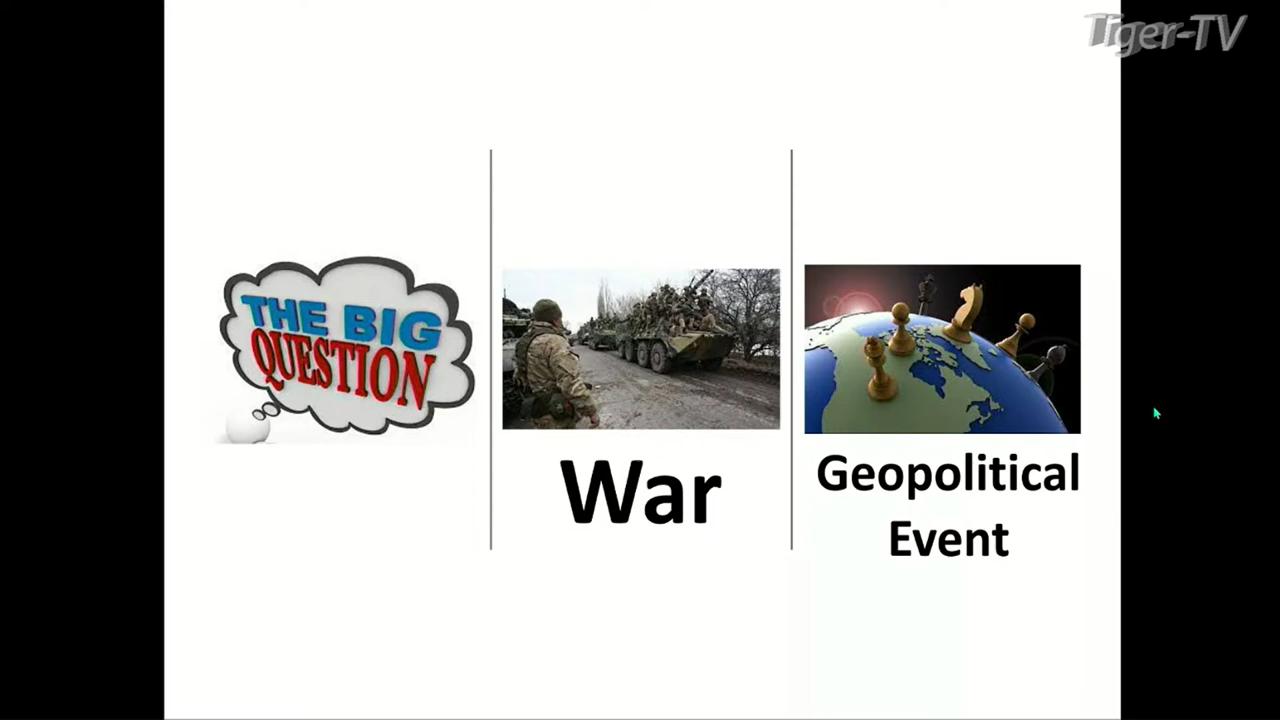 Tiger-TV
THE BIG
QUESTION
War
Geopolitical
Event